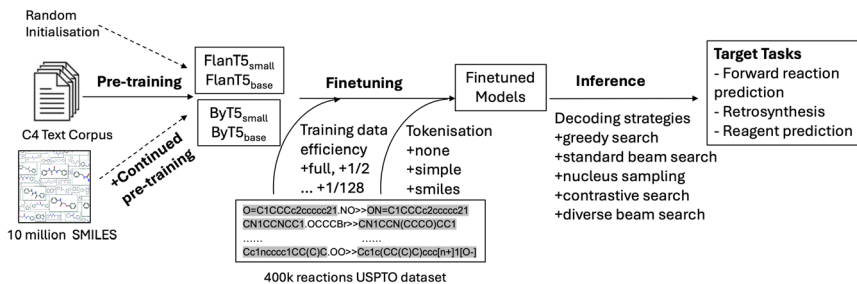 Random
Initialisation
Pre-training
C4 Text Corpus
+Continued
pre-training
10 million SMILES
FlanT5small
FlanT5base
ByT5small
ByT5base
Finetuning
Training data
efficiency
+full, +1/2
... +1/128
Tokenisation
+none
+simple
+smiles
O=C1CCCc2ccccc21.NO>>ON=C1CCCc2ccccc21
CN1CCNCC1.OCCCBr>>CN1CCN(CCCO)CC1
...... ......
Cc1ncccc1CC(C)C.OO>>Cc1c(CC(C)C)ccc[n+]1[O-]
400k reactions USPTO dataset
Finetuned
Models
Inference
Decoding strategies
+greedy search
+standard beam search
+nucleus sampling
+contrastive search
+diverse beam search
Target Tasks
- Forward reaction
prediction
- Retrosynthesis
- Reagent prediction